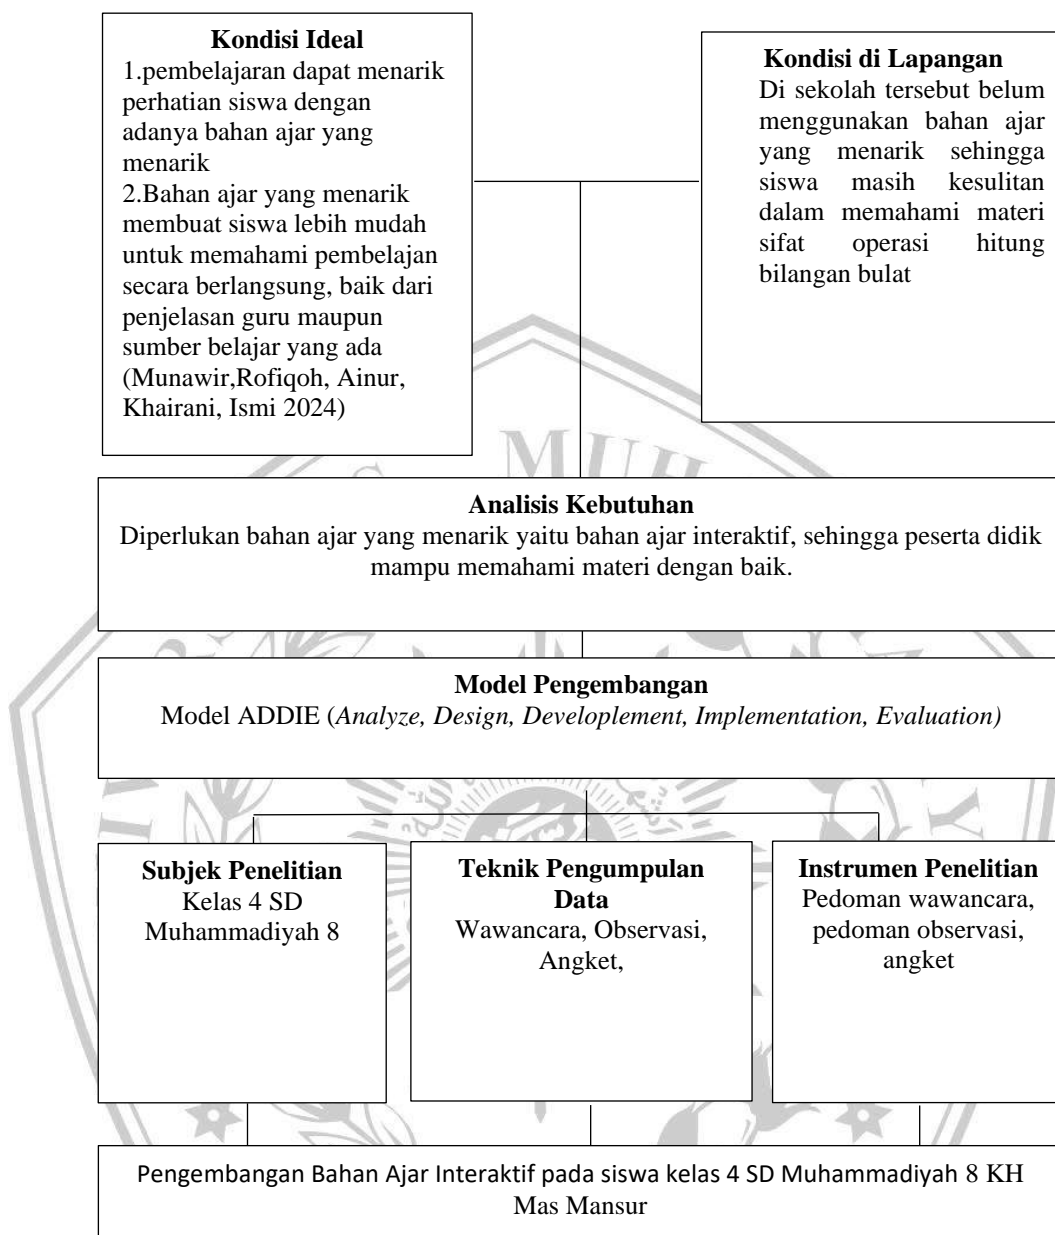 Kondisi Ideal
1.pembelajaran dapat menarik
perhatian siswa dengan
adanya bahan ajar yang
menarik
2.Bahan ajar yang menarik
membuat siswa lebih mudah
untuk memahami pembelajan
secara berlangsung, baik dari
penjelasan guru maupun
sumber belajar yang ada
(Munawir,Rofiqoh, Ainur,
Khairani, Ismi 2024)
Kondisi di Lapangan
Di sekolah tersebut belum
menggunakan bahan ajar
yang menarik sehingga
siswa masih kesulitan
dalam memahami materi
sifat operasi hitung
bilangan bulat
MUH
Analisis Kebutuhan
Diperlukan bahan ajar yang menarik yaitu bahan ajar interaktif, sehingga peserta didik
mampu memahami materi dengan baik.
Model Pengembangan
Model ADDIE (Analyze, Design, Developlement, Implementation, Evaluation)
Subjek Penelitian
Kelas 4 SD
Muhammadiyah 8
Teknik Pengumpulan
Data
Wawancara, Observasi,
Angket,
Instrumen Penelitian
Pedoman wawancara,
pedoman observasi,
angket
Pengembangan Bahan Ajar Interaktif pada siswa kelas 4 SD Muhammadiyah 8 KH
Mas Mansur